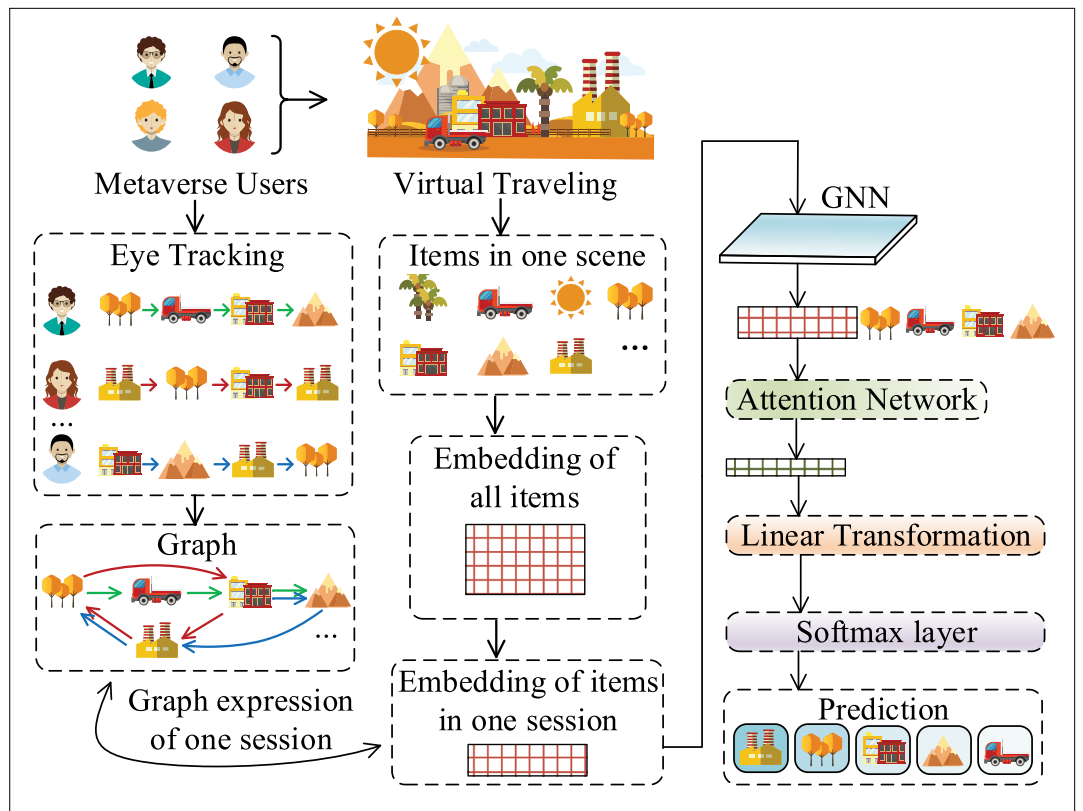 Metaverse Users
Virtual Traveling
Eye Tracking
...
Graph
...
Graph expression
of one session
Items in one scene
...
Embedding of
all items
Embedding of items
in one session
GNN
Attention Network
Linear Transformation
Softmax layer
Prediction